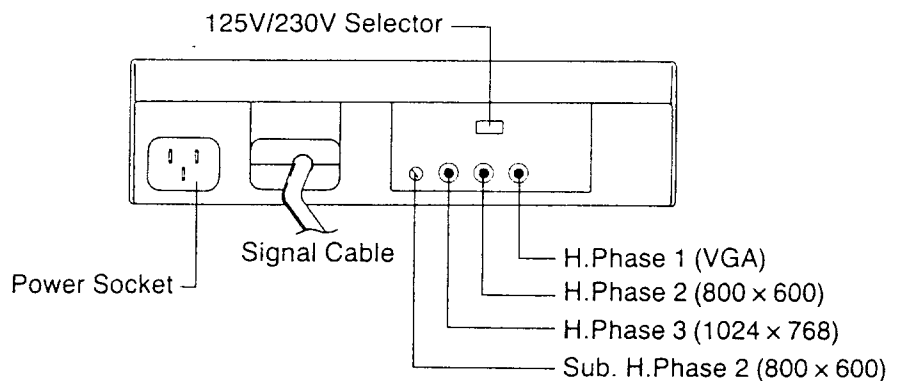 125V/230V Selector
Signal Cable
Power Socket
H.Phase 1 (VGA)
H.Phase 2 (800 × 600)
H.Phase 3 (1024 × 768)
Sub. H.Phase 2 (800 × 600)